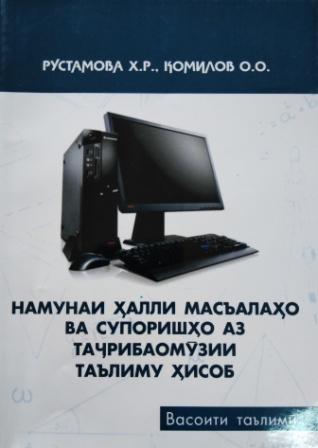 РУСТАМОВА Х.Р., ҚОМИЛОВ О.О.
НАМУНАИ ҲАЛЛИ МАСЪАЛАҲО
ВА СУПОРИШҲО АЗ
ТАҶРИБАОМӮЗИИ
ТАЪЛИМУ ҲИСОБ
Васоити таълимӣ